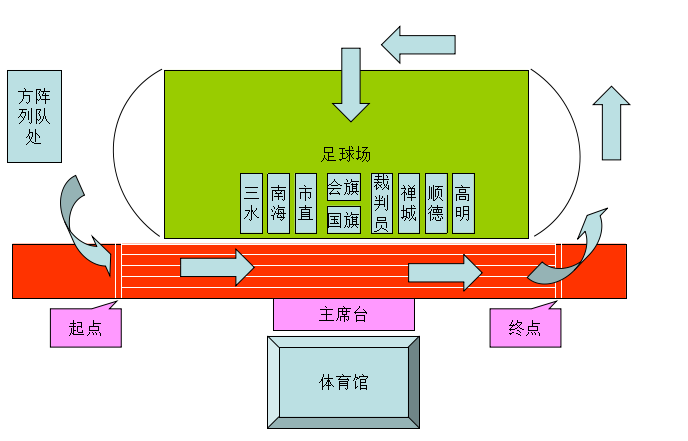 方阵
列队
处
足球场
三水
南海
市直
会旗
国旗
裁判员
禅城
顺德
高明
起点
主席台
终点
体育馆